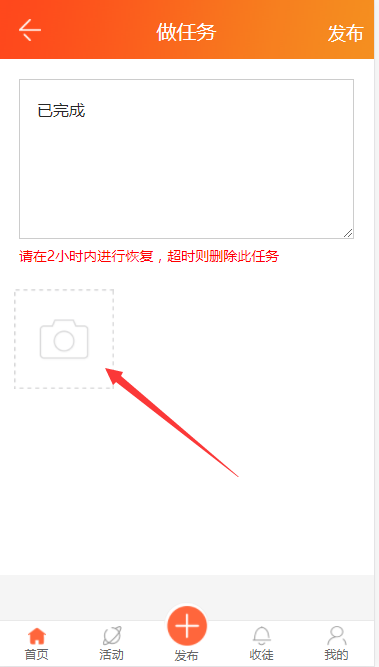 做任务
发布
已完成
请在2小时内进行恢复，超时则删除此任务
首页
活动
发布
收徒
我的